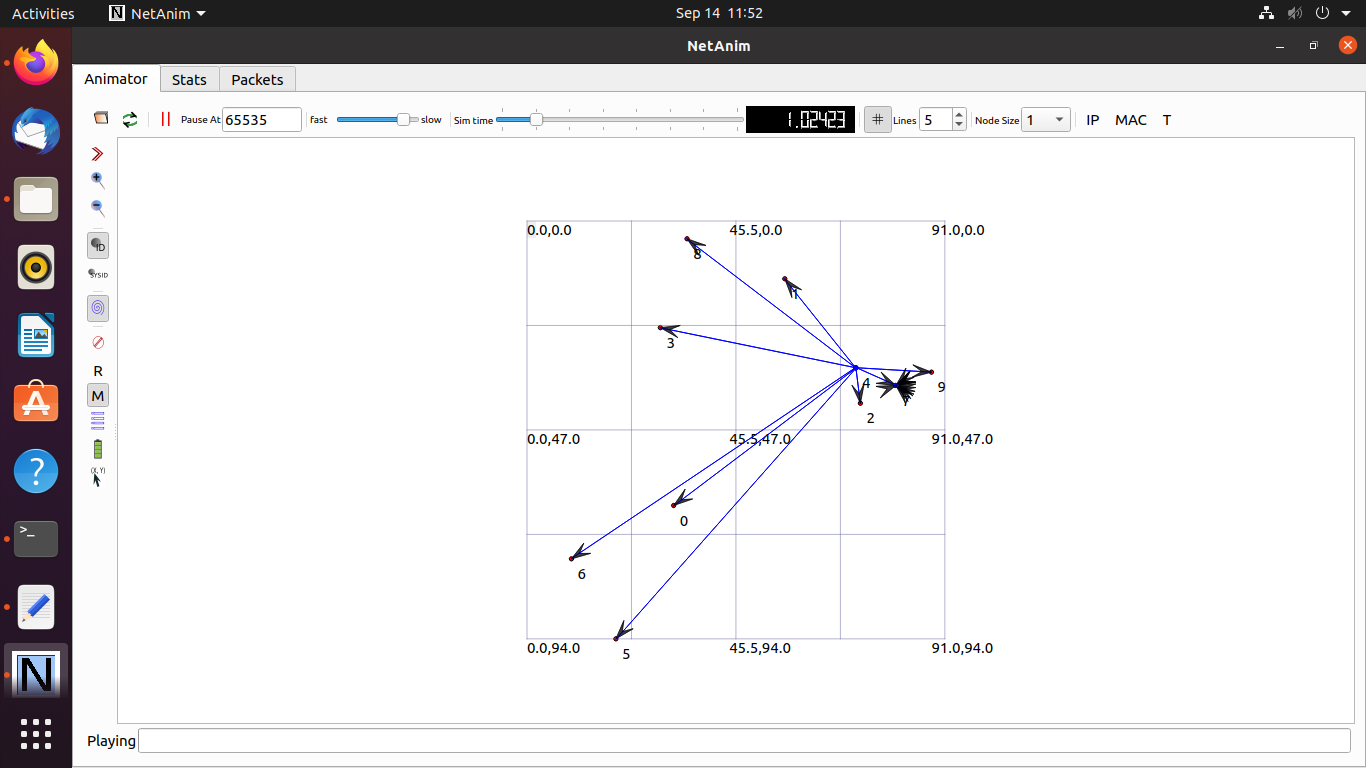 Activities NetAnim Sep 14 11:52
NetAnim
Animator Stats Packets
Pause At 65535 fast slow Sim time 1.02423 # Lines 5 Node Size 1 IP MAC T
ID
SYSID
R
M
(X, Y)
0.0,0.0 45.5,0.0 91.0,0.0
8
1
3
4 9
2
0.0,47.0 45.5,47.0 91.0,47.0
0
6
0.0,94.0 45.5,94.0 91.0,94.0
5
Playing